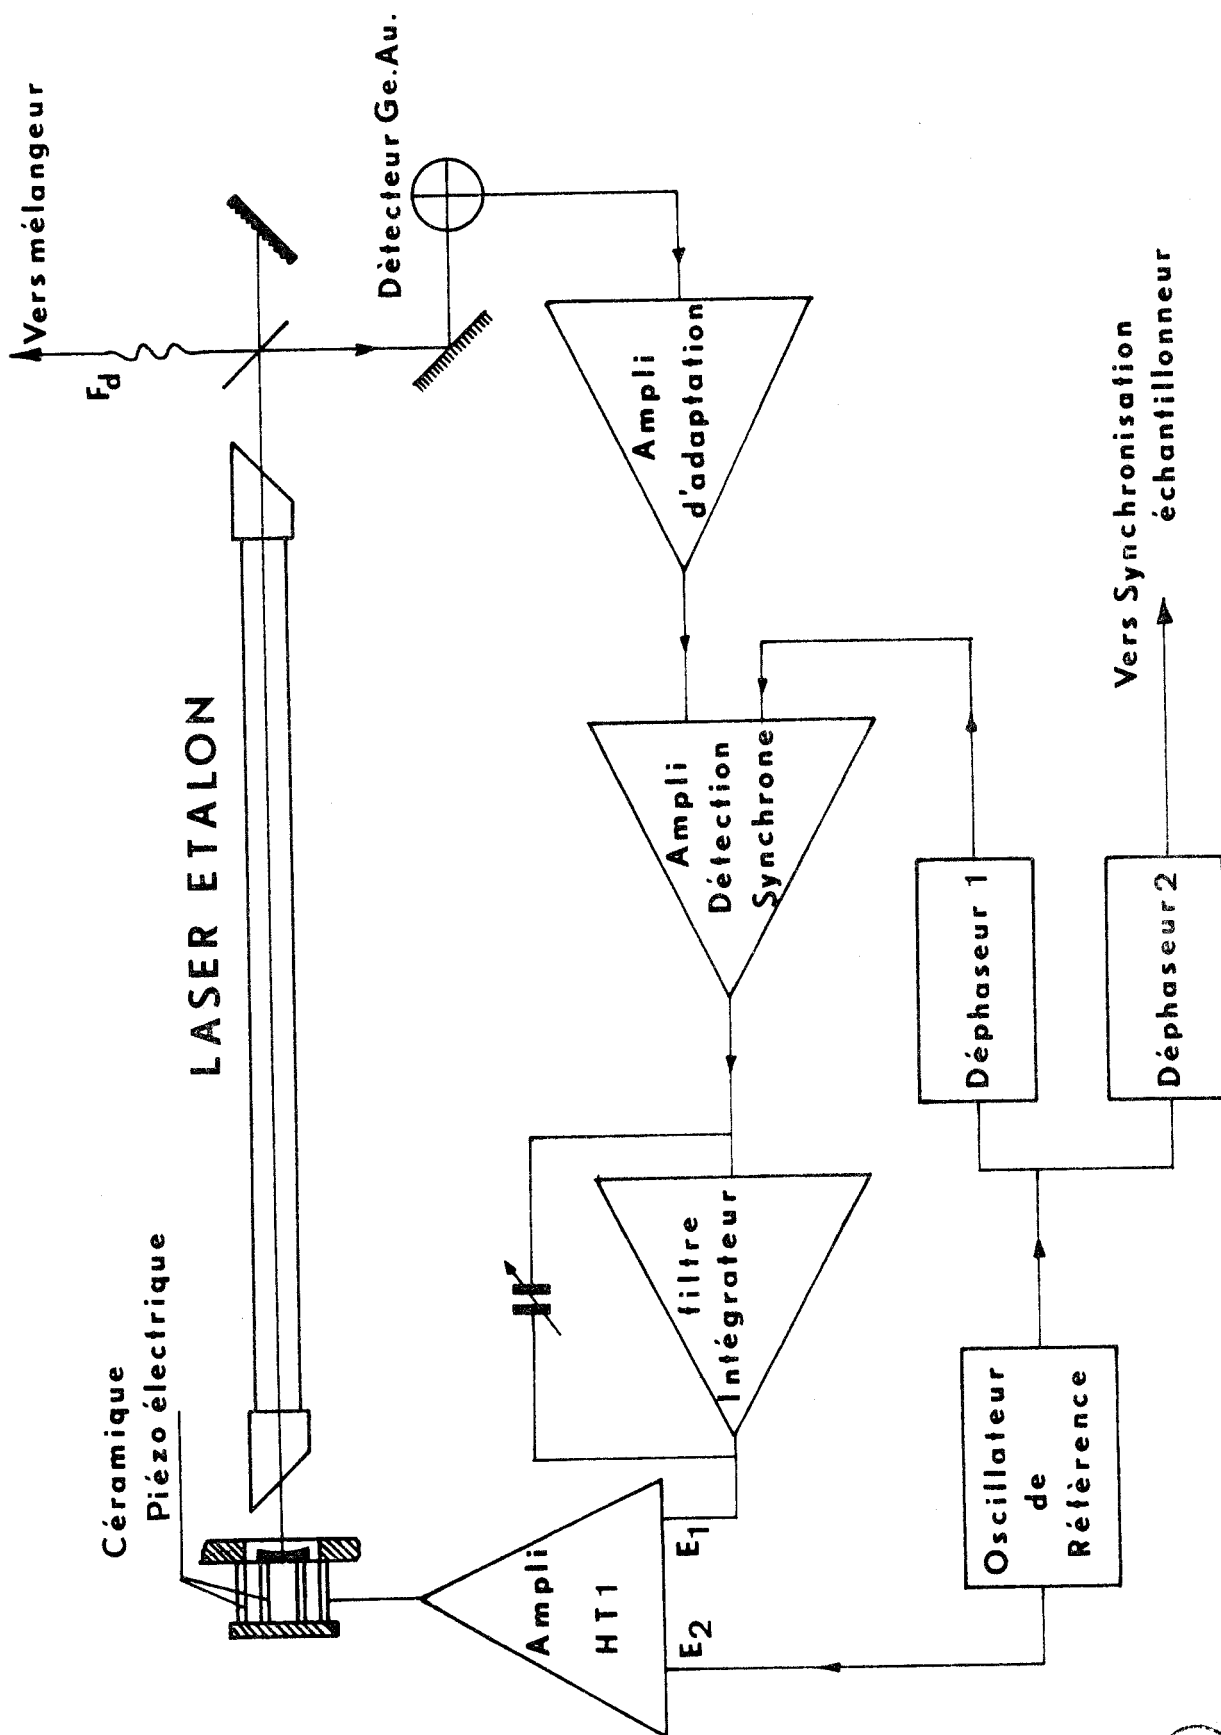 Vers mélangeur
Fd
Dètecteur Ge.Au.
LASER ETALON
Céramique
Piézo électrique
Ampli
d'adaptation
Ampli
Détection
Synchrone
filtre
Intégrateur
Ampli
HT1
E1
E2
Vers Synchronisation
échantillonneur
Déphaseur 1
Déphaseur 2
Oscillateur
de
Référence